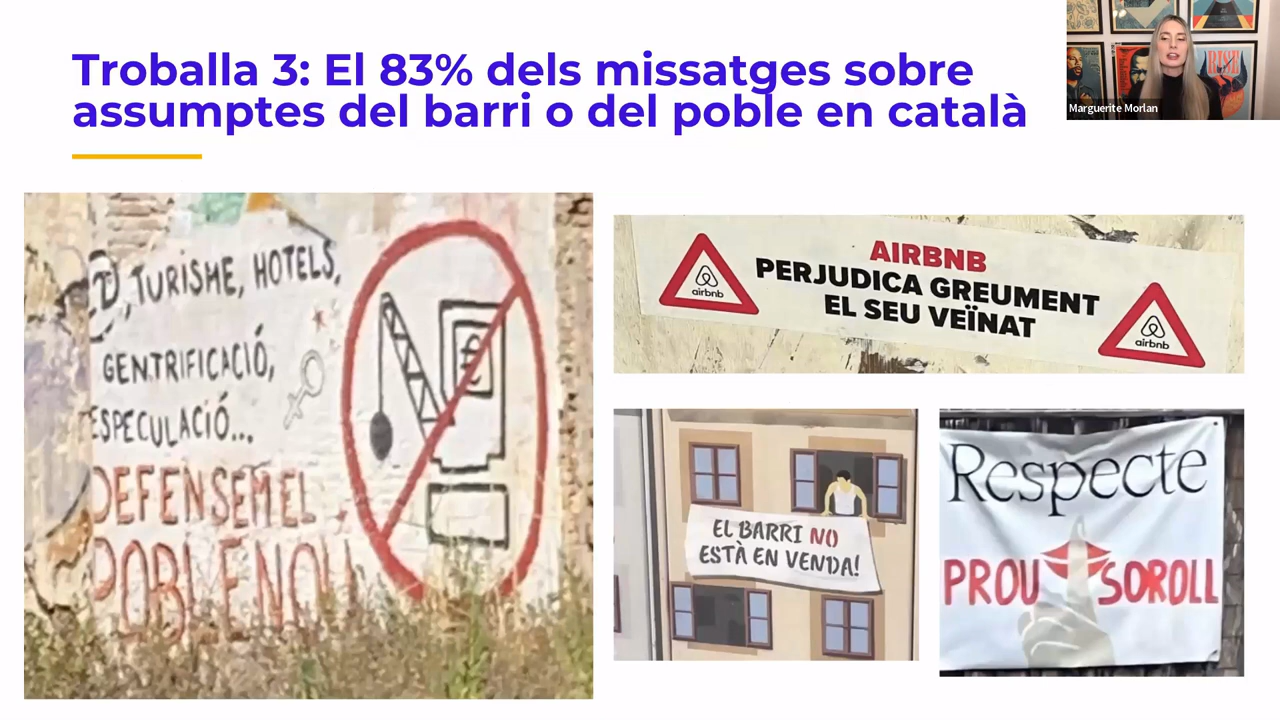 Troballa 3: El 83% dels missatges sobre
assumptes del barri o del poble en català
Marguerite Morlan
RISE
TURISME, HOTELS,
GENTRIFICACIÓ,
ESPECULACIÓ...
DEFENSEM EL
POBLENOU
€
AIRBNB
PERJUDICA GREUMENT
EL SEU VEÏNAT
airbnb
airbnb
EL BARRI NO
ESTÀ EN VENDA!
Respecte
PROU SOROLL